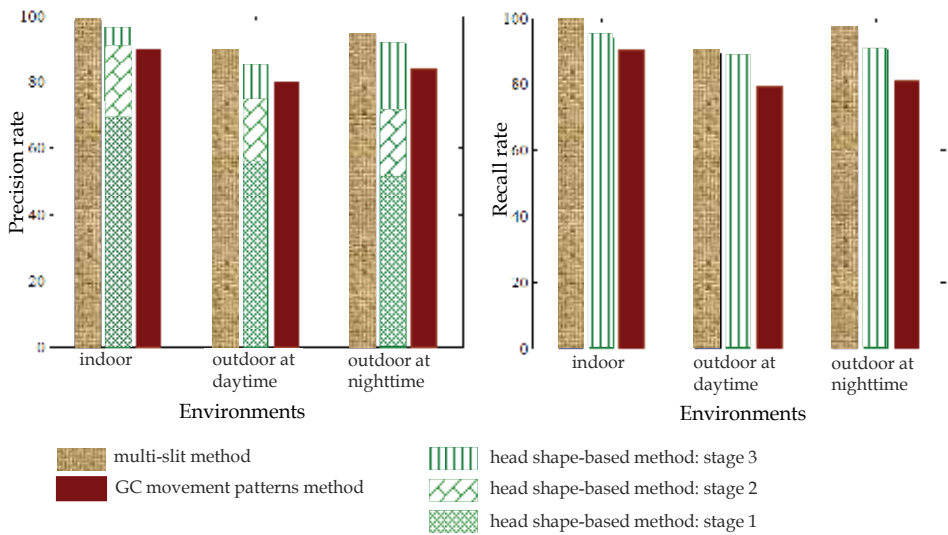 100
80
60
40
20
0
Precision rate
indoor
outdoor at
daytime
outdoor at
nighttime
Environments
100
80
60
40
20
0
Recall rate
indoor
outdoor at
daytime
outdoor at
nighttime
Environments
multi-slit method
GC movement patterns method
head shape-based method: stage 3
head shape-based method: stage 2
head shape-based method: stage 1